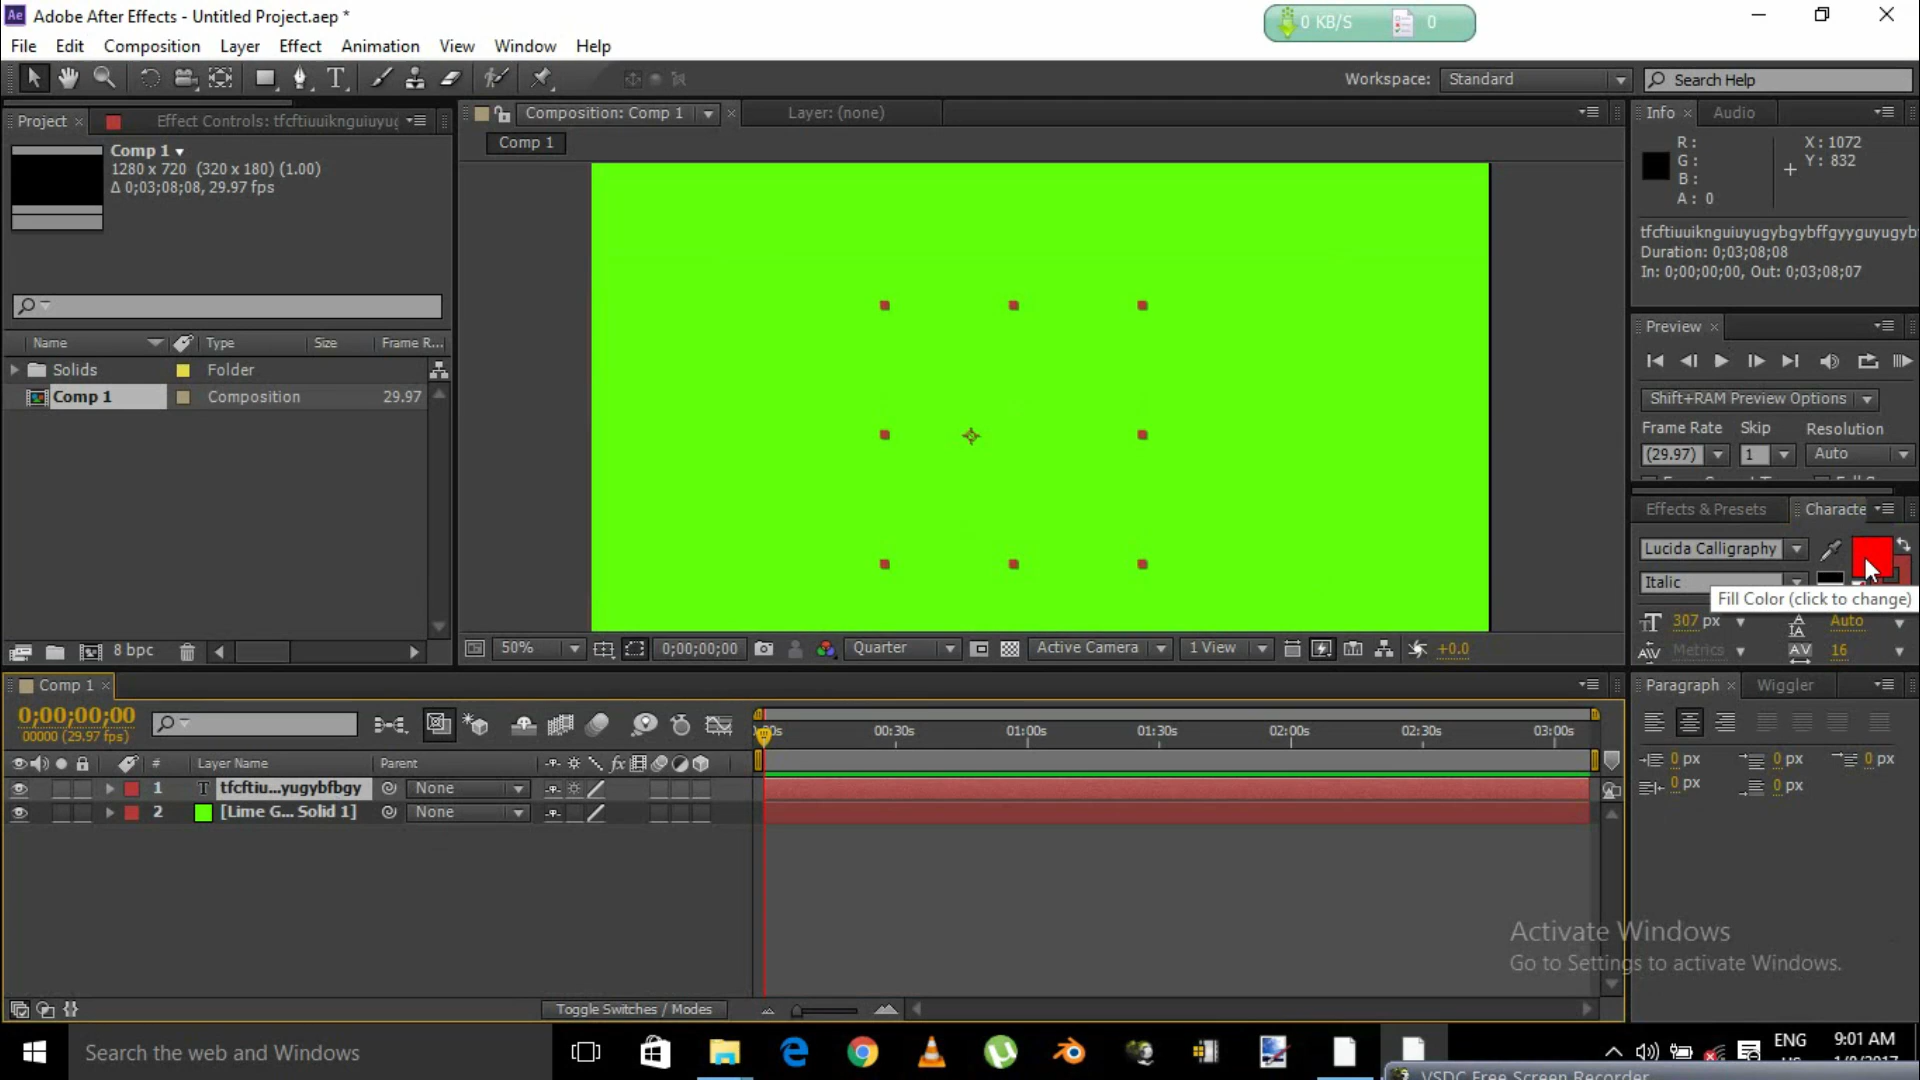 Adobe After Effects - Untitled Project.aep *
0 KB/S 0
File Edit Composition Layer Effect Animation View Window Help
Workspace: Standard
Search Help
Project
Effect Controls: tfcftiuuiknguiuyu
Composition: Comp 1
Layer: (none)
Info Audio
Comp 1
1280 x 720 (320 x 180) (1.00)
Δ 0;03;08;08, 29.97 fps
Comp 1
R :
G :
B :
A : 0
X : 1072
Y : 832
tfcftiuuiknguiuyugybgybffgyyguyugyb
Duration: 0;03;08;08
In: 0;00;00;00, Out: 0;03;08;07
Preview
Name Type Size Frame R...
Solids Folder
Comp 1 Composition 29.97
Shift+RAM Preview Options
Frame Rate Skip Resolution
(29.97) 1 Auto
Effects & Presets Characte
Lucida Calligraphy
Italic
Fill Color (click to change)
307 px Auto
Metrics 16
8 bpc
50% 0;00;00;00 Quarter Active Camera 1 View +0.0
Comp 1
Paragraph Wiggler
0;00;00;00
00000 (29.97 fps)
00:30s 01:00s 01:30s 02:00s 02:30s 03:00s
# Layer Name Parent
1 T tfcftiu...yugybfbgy None
2 [Lime G... Solid 1] None
0 px 0 px 0 px
0 px 0 px
Toggle Switches / Modes
Activate Windows
Go to Settings to activate Windows.
Search the web and Windows
ENG
9:01 AM
VSDC Free Screen Recorder